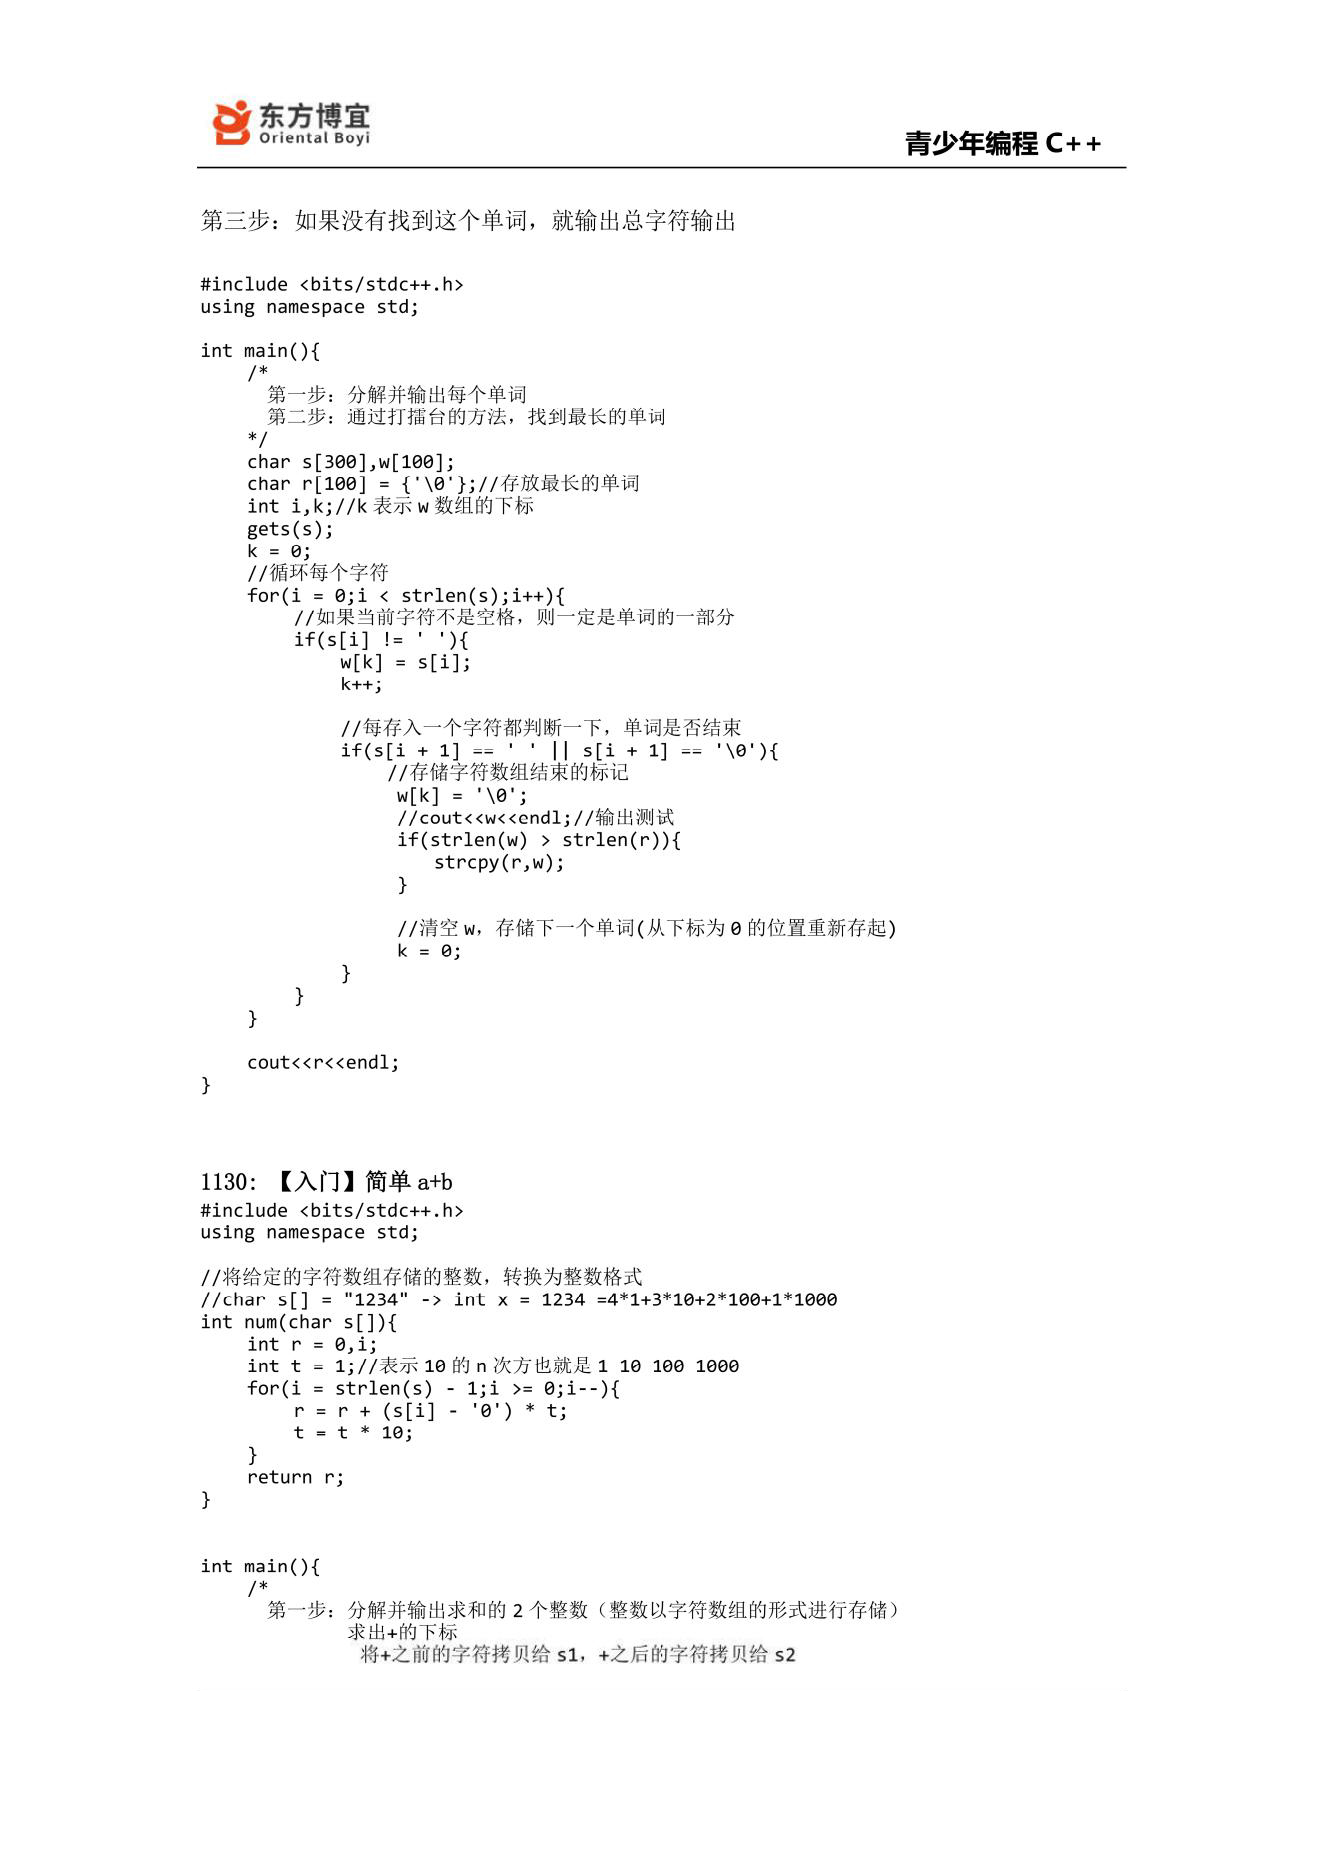 东方博宜
Oriental Boyi
青少年编程 C++
第三步：如果没有找到这个单词，就输出总字符输出
#include <bits/stdc++.h>
using namespace std;
int main(){
    /*
      第一步：分解并输出每个单词
      第二步：通过打擂台的方法，找到最长的单词
    */
    char s[300],w[100];
    char r[100] = {'\0'};//存放最长的单词
    int i,k;//k 表示 w 数组的下标
    gets(s);
    k = 0;
    //循环每个字符
    for(i = 0;i < strlen(s);i++){
        //如果当前字符不是空格，则一定是单词的一部分
        if(s[i] != ' '){
            w[k] = s[i];
            k++;
            //每存入一个字符都判断一下，单词是否结束
            if(s[i + 1] == ' ' || s[i + 1] == '\0'){
                //存储字符数组结束的标记
                 w[k] = '\0';
                 //cout<<w<<endl;//输出测试
                 if(strlen(w) > strlen(r)){
                    strcpy(r,w);
                 }
                 //清空 w，存储下一个单词(从下标为 0 的位置重新存起)
                 k = 0;
            }
        }
    }
    cout<<r<<endl;
}
1130: 【入门】简单 a+b
#include <bits/stdc++.h>
using namespace std;
//将给定的字符数组存储的整数，转换为整数格式
//char s[] = "1234" -> int x = 1234 =4*1+3*10+2*100+1*1000
int num(char s[]){
    int r = 0,i;
    int t = 1;//表示 10 的 n 次方也就是 1 10 100 1000
    for(i = strlen(s) - 1;i >= 0;i--){
        r = r + (s[i] - '0') * t;
        t = t * 10;
    }
    return r;
}
int main(){
    /*
      第一步：分解并输出求和的 2 个整数（整数以字符数组的形式进行存储）
             求出+的下标
              将+之前的字符拷贝给 s1，+之后的字符拷贝给 s2